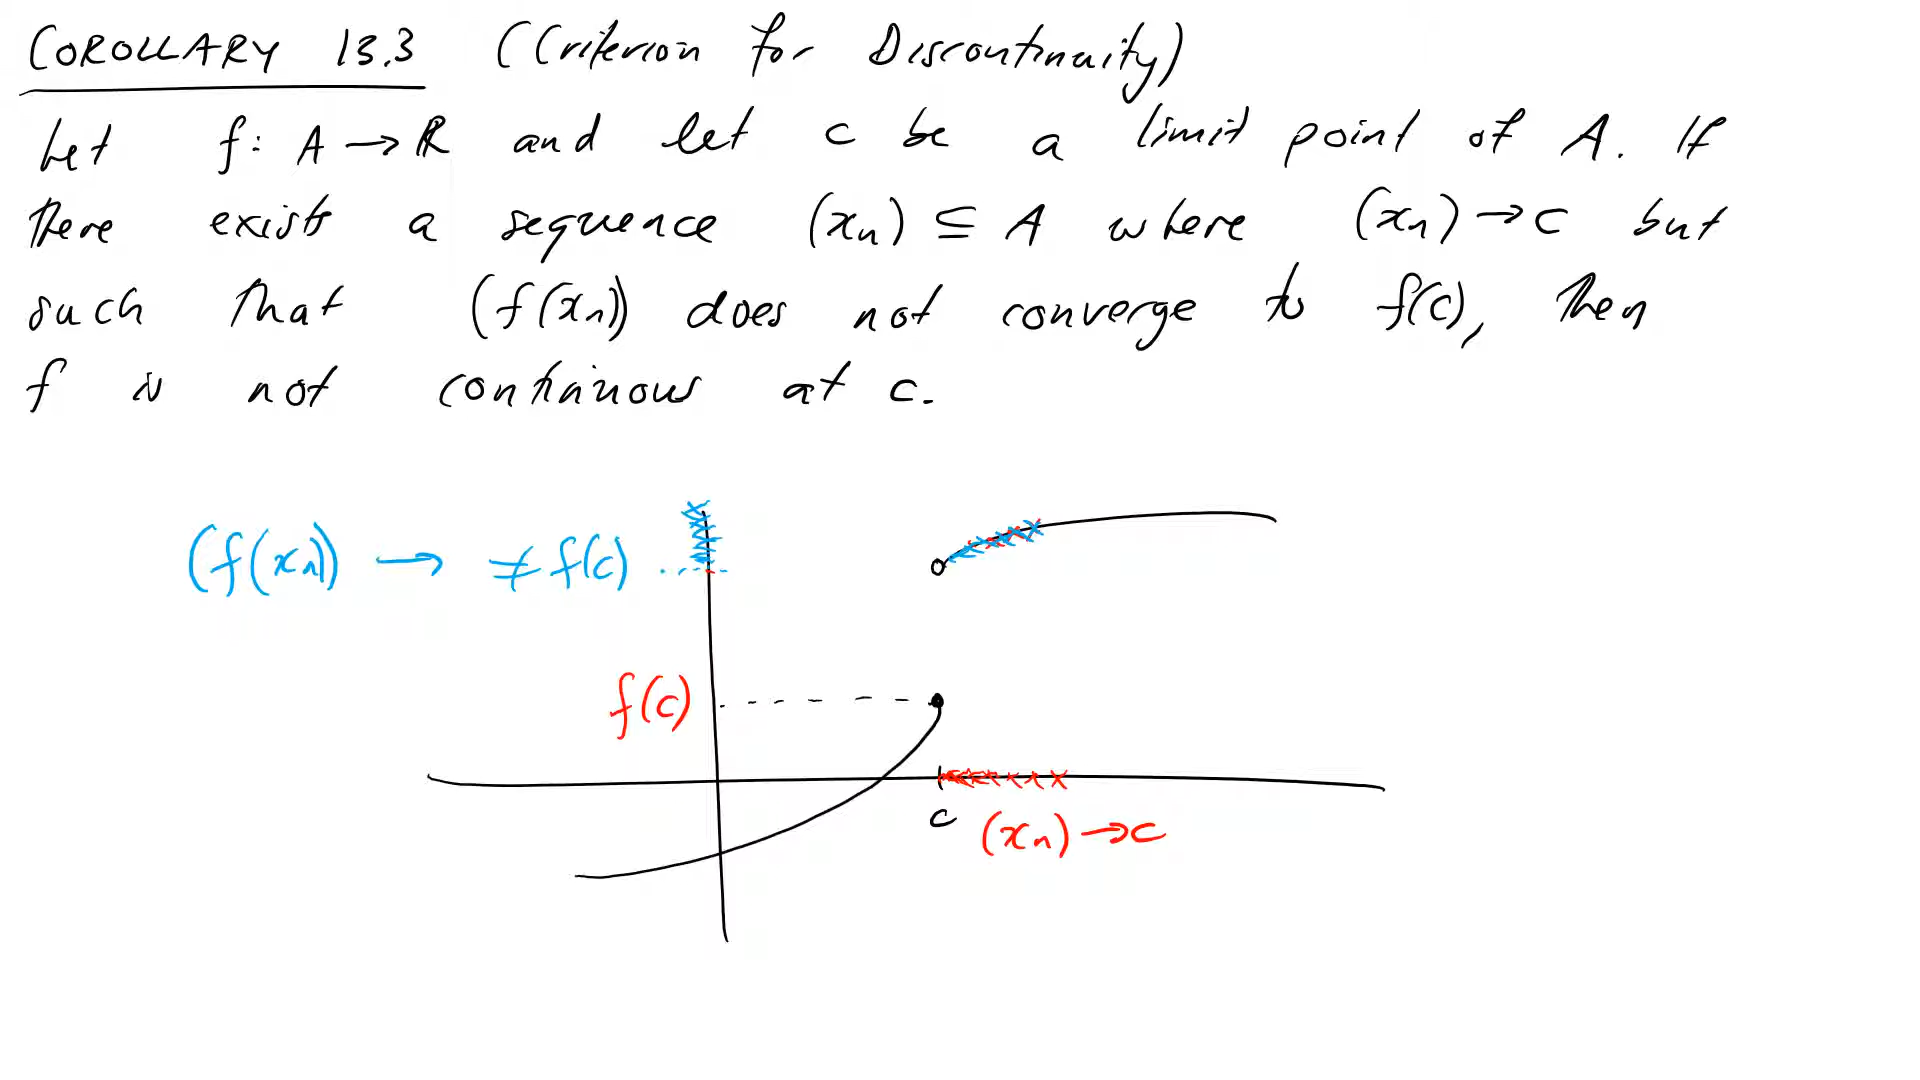 COROLLARY 13.3 (Criterion for Discontinuity)
Let f: A → ℝ and let c be a limit point of A. If
there exists a sequence (xₙ) ⊆ A where (xₙ) → c but
such that (f(xₙ)) does not converge to f(c), then
f is not continuous at c.
(f(xₙ)) → ≠ f(c)
f(c)
c
(xₙ) → c